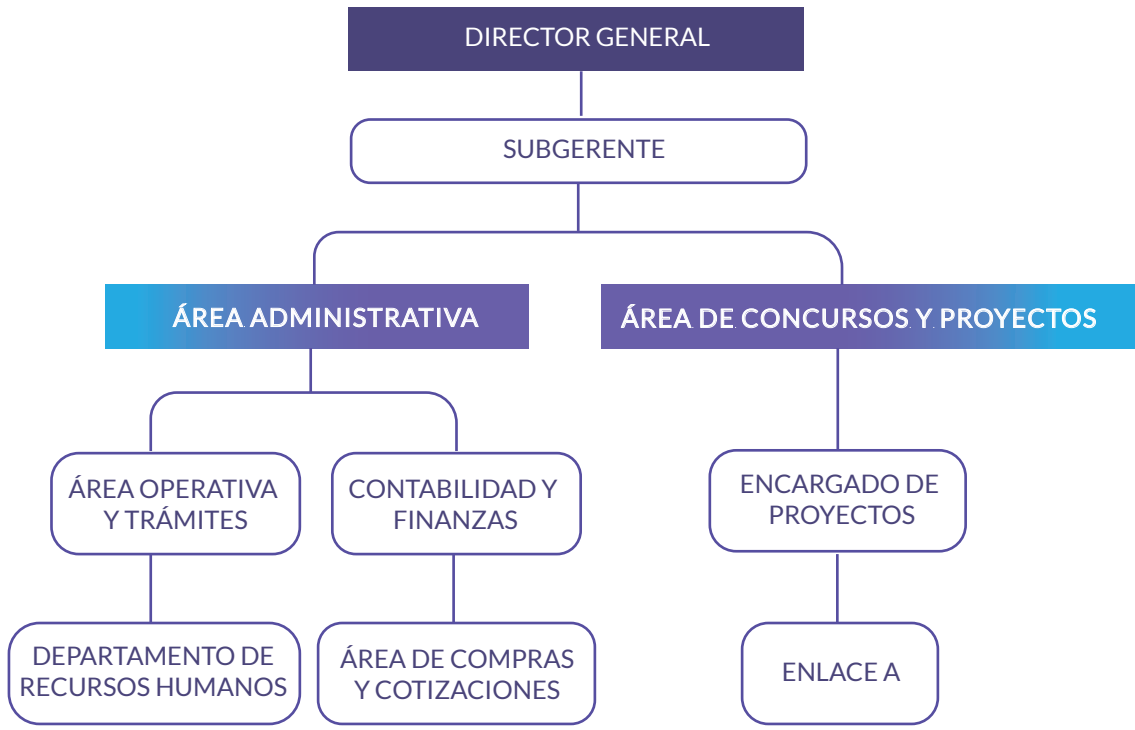 DIRECTOR GENERAL
SUBGERENTE
ÁREA ADMINISTRATIVA
ÁREA DE CONCURSOS Y PROYECTOS
ÁREA OPERATIVA
Y TRÁMITES
CONTABILIDAD Y
FINANZAS
ENCARGADO DE
PROYECTOS
DEPARTAMENTO DE
RECURSOS HUMANOS
ÁREA DE COMPRAS
Y COTIZACIONES
ENLACE A